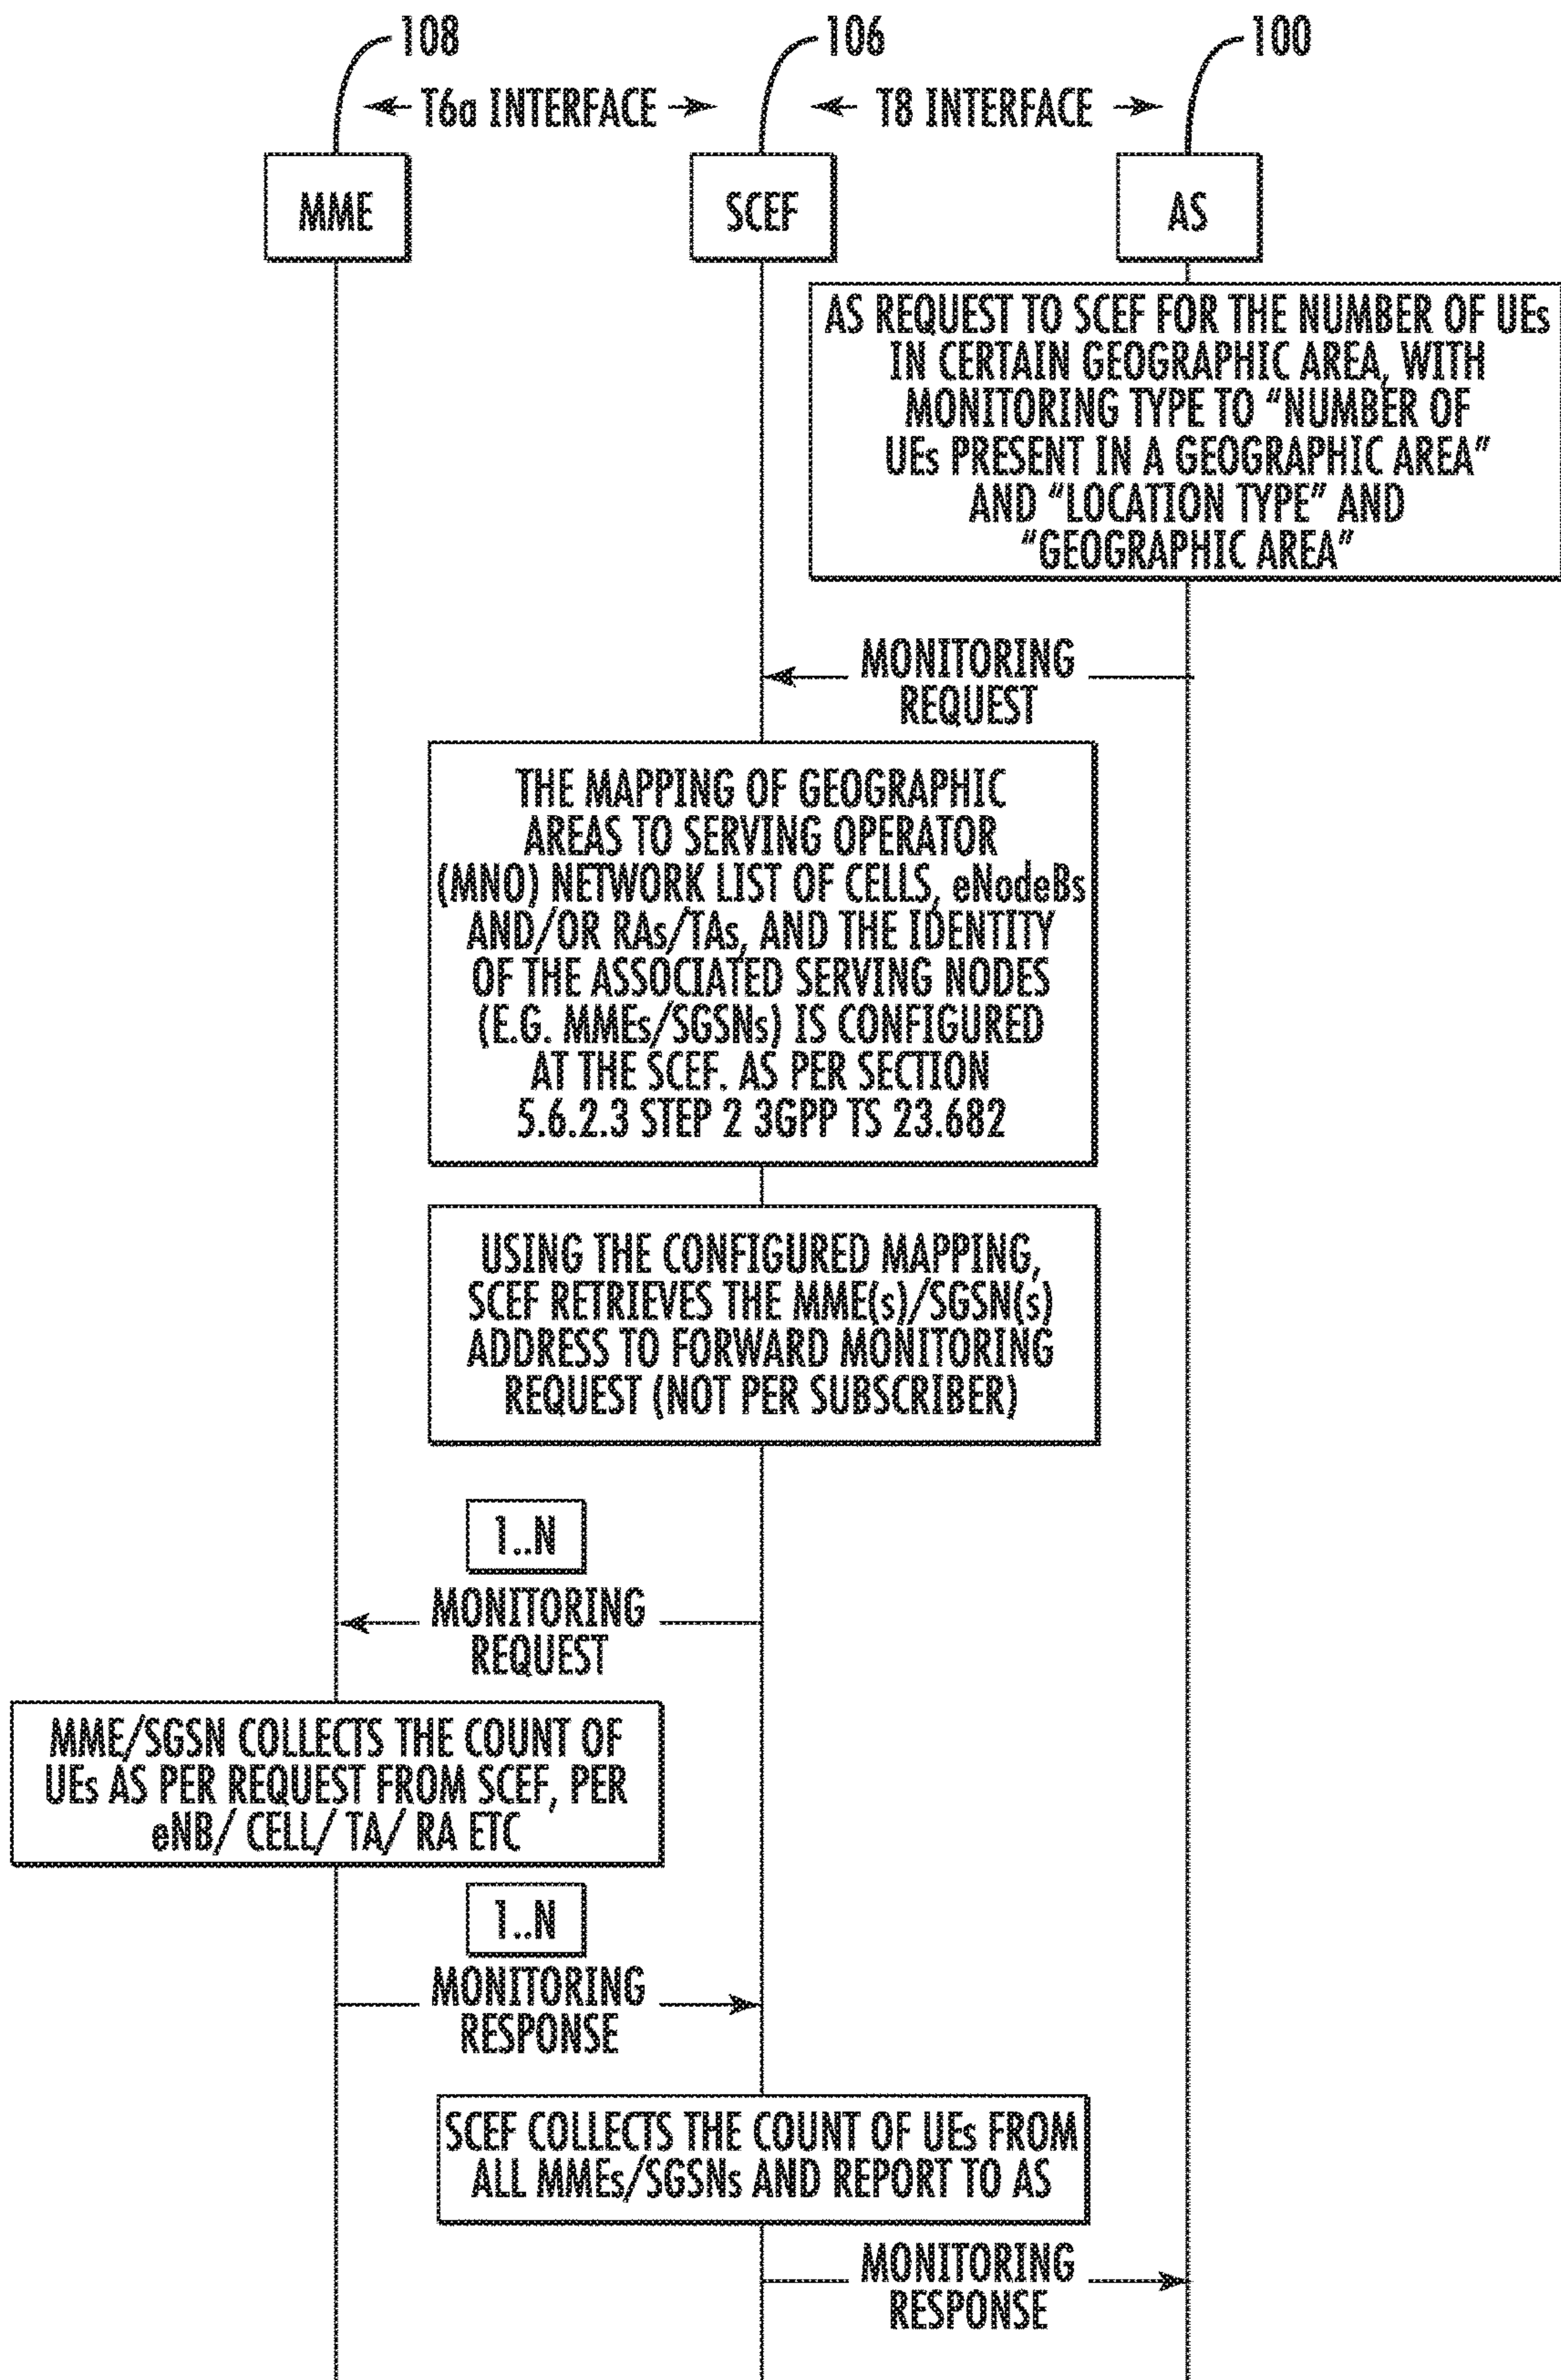 108
106
100
T6a INTERFACE
T8 INTERFACE
MME
SCEF
AS
AS REQUEST TO SCEF FOR THE NUMBER OF UEs
IN CERTAIN GEOGRAPHIC AREA, WITH
MONITORING TYPE TO “NUMBER OF
UEs PRESENT IN A GEOGRAPHIC AREA”
AND “LOCATION TYPE” AND
“GEOGRAPHIC AREA”
MONITORING
REQUEST
THE MAPPING OF GEOGRAPHIC
AREAS TO SERVING OPERATOR
(MNO) NETWORK LIST OF CELLS, eNodeBs
AND/OR RAs/TAs, AND THE IDENTITY
OF THE ASSOCIATED SERVING NODES
(E.G. MMEs/SGSNs) IS CONFIGURED
AT THE SCEF. AS PER SECTION
5.6.2.3 STEP 2 3GPP TS 23.682
USING THE CONFIGURED MAPPING,
SCEF RETRIEVES THE MME(s)/SGSN(s)
ADDRESS TO FORWARD MONITORING
REQUEST (NOT PER SUBSCRIBER)
1..N
MONITORING
REQUEST
MME/SGSN COLLECTS THE COUNT OF
UEs AS PER REQUEST FROM SCEF, PER
eNB/ CELL/ TA/ RA ETC
1..N
MONITORING
RESPONSE
SCEF COLLECTS THE COUNT OF UEs FROM
ALL MMEs/SGSNs AND REPORT TO AS
MONITORING
RESPONSE